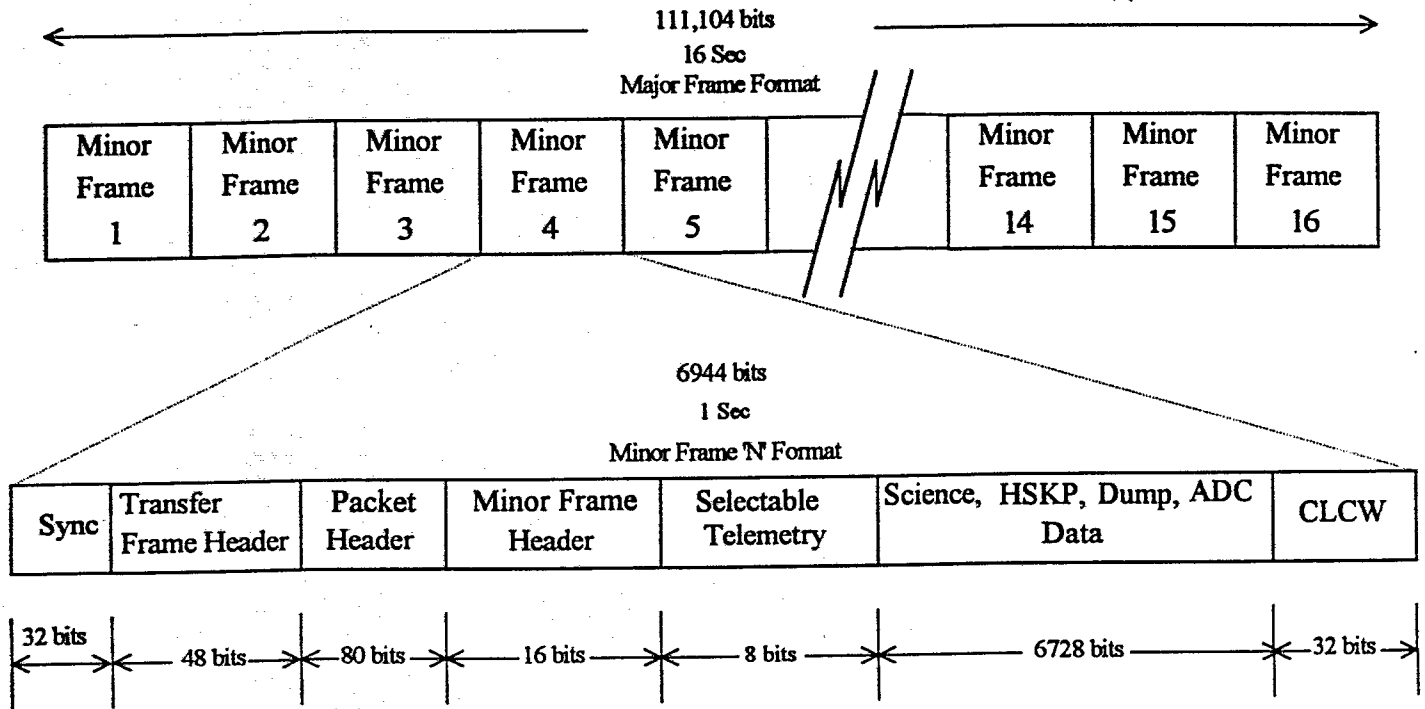 111,104 bits
16 Sec
Major Frame Format
Minor Frame 1
Minor Frame 2
Minor Frame 3
Minor Frame 4
Minor Frame 5
Minor Frame 14
Minor Frame 15
Minor Frame 16
6944 bits
1 Sec
Minor Frame 'N' Format
Sync
Transfer Frame Header
Packet Header
Minor Frame Header
Selectable Telemetry
Science, HSKP, Dump, ADC Data
CLCW
32 bits
48 bits
80 bits
16 bits
8 bits
6728 bits
32 bits